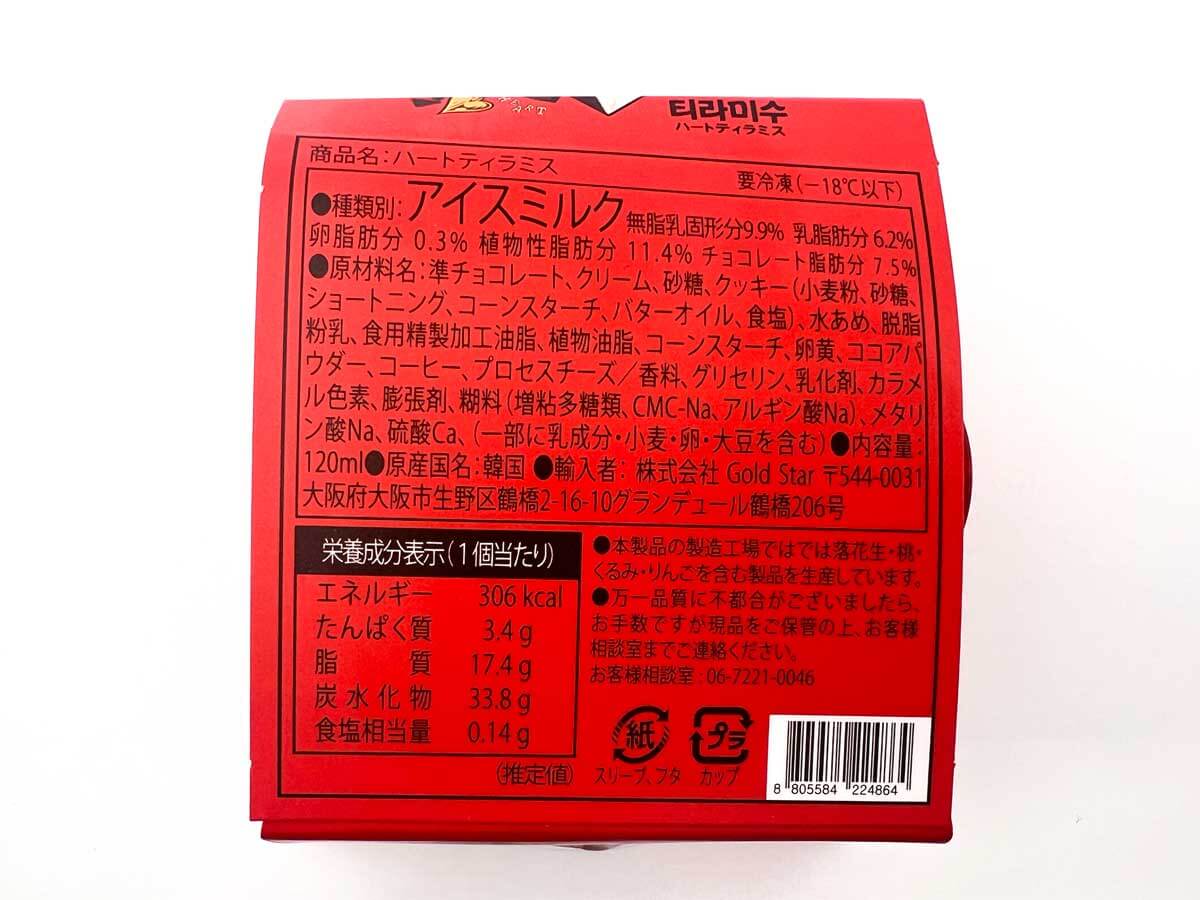 티라미수
ハートティラミス
商品名:ハートティラミス
要冷凍(−18℃以下)
●種類別:アイスミルク 無脂乳固形分9.9% 乳脂肪分6.2%
卵脂肪分 0.3% 植物性脂肪分 11.4% チョコレート脂肪分 7.5%
●原材料名:準チョコレート、クリーム、砂糖、クッキー(小麦粉、砂糖、
ショートニング、コーンスターチ、バターオイル、食塩)、水あめ、脱脂
粉乳、食用精製加工油脂、植物油脂、コーンスターチ、卵黄、ココアパ
ウダー、コーヒー、プロセスチーズ/香料、グリセリン、乳化剤、カラメ
ル色素、膨張剤、糊料(増粘多糖類、CMC-Na、アルギン酸Na)、メタリ
ン酸Na、硫酸Ca、(一部に乳成分・小麦・卵・大豆を含む)●内容量:
120ml●原産国名:韓国 ●輸入者: 株式会社 Gold Star 〒544-0031
大阪府大阪市生野区鶴橋2-16-10グランデュール鶴橋206号
栄養成分表示(1個当たり)
エネルギー 306 kcal
たんぱく質 3.4 g
脂質 17.4 g
炭水化物 33.8 g
食塩相当量 0.14 g
(推定値)
●本製品の製造工場ではでは落花生・桃・
くるみ・りんごを含む製品を生産しています。
●万一品質に不都合がございましたら、
お手数ですが現品をご保管の上、お客様
相談室までご連絡ください。
お客様相談室:06-7221-0046
紙 プラ
スリーブ、フタ カップ
8 805584 224864